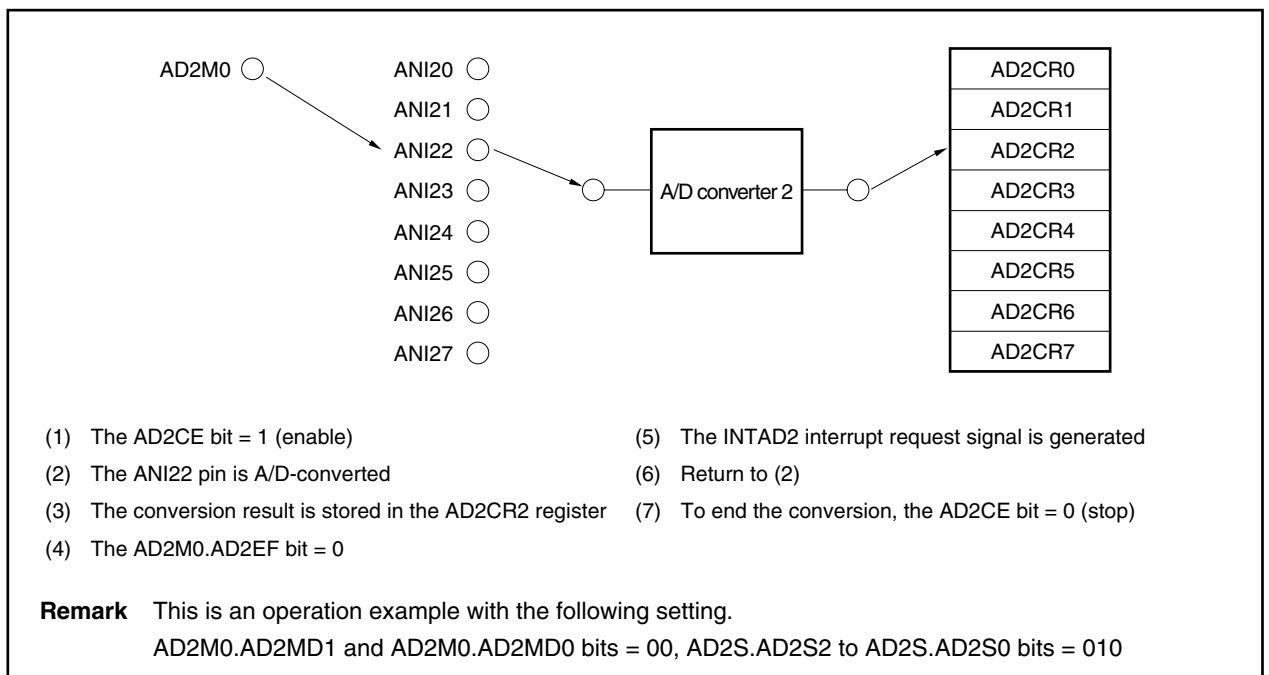 AD2M0
ANI20
ANI21
ANI22
ANI23
ANI24
ANI25
ANI26
ANI27
A/D converter 2
AD2CR0
AD2CR1
AD2CR2
AD2CR3
AD2CR4
AD2CR5
AD2CR6
AD2CR7
(1) The AD2CE bit = 1 (enable)
(2) The ANI22 pin is A/D-converted
(3) The conversion result is stored in the AD2CR2 register
(4) The AD2M0.AD2EF bit = 0
(5) The INTAD2 interrupt request signal is generated
(6) Return to (2)
(7) To end the conversion, the AD2CE bit = 0 (stop)
Remark This is an operation example with the following setting.
AD2M0.AD2MD1 and AD2M0.AD2MD0 bits = 00, AD2S.AD2S2 to AD2S.AD2S0 bits = 010